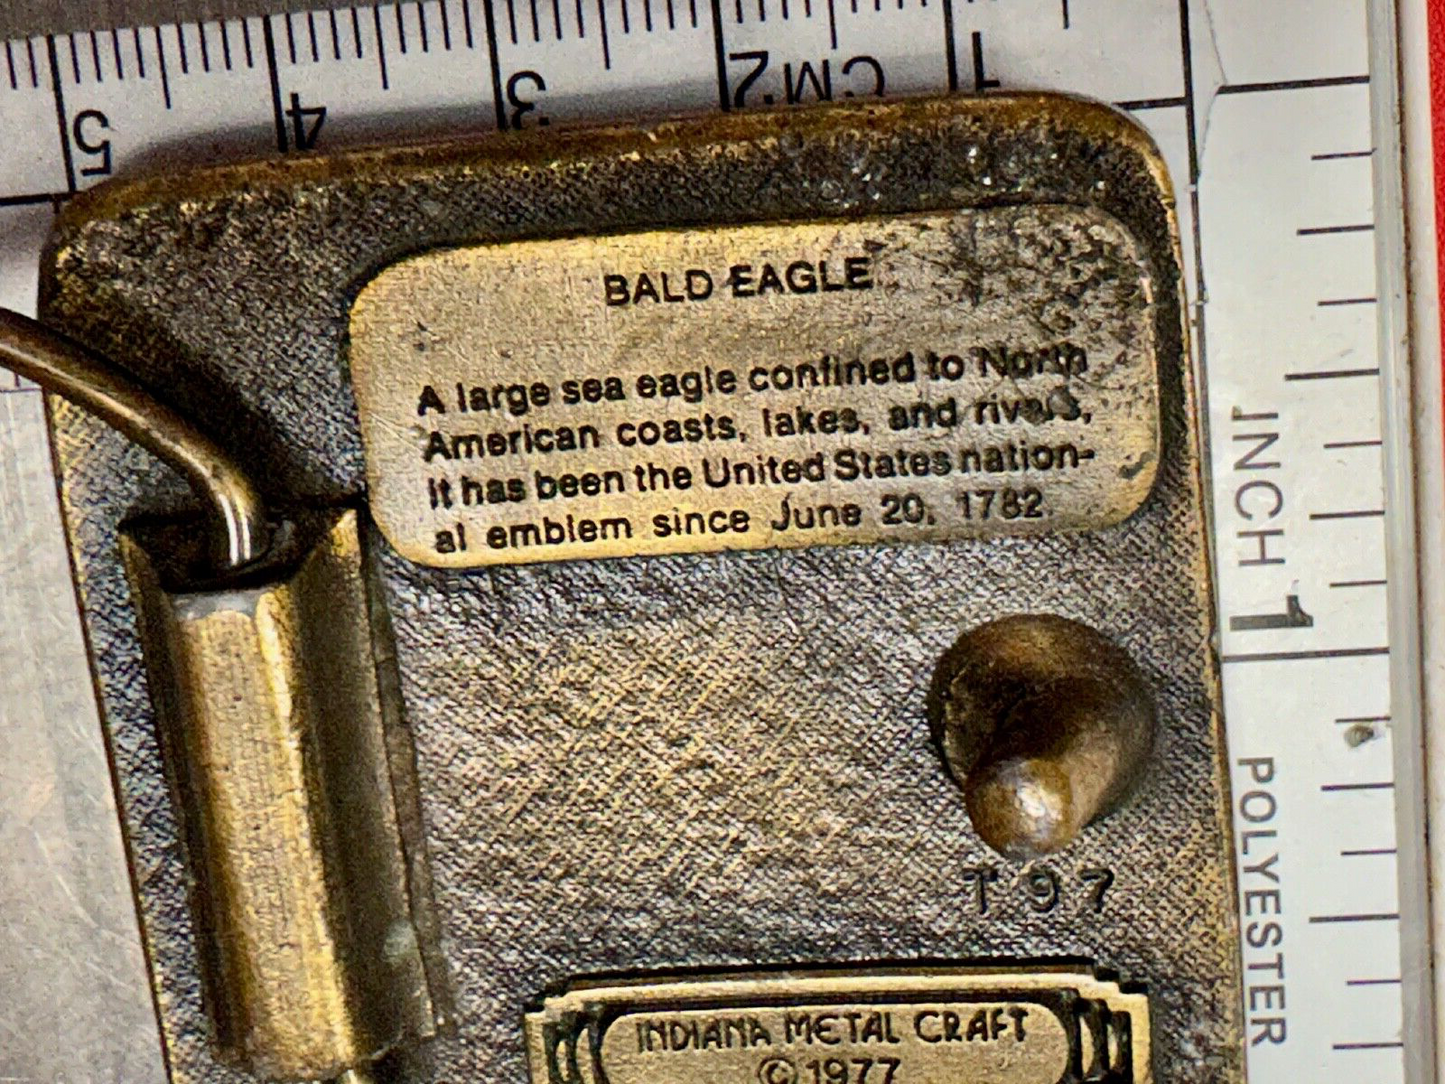 5 4 3 CM 2 1
BALD EAGLE
A large sea eagle confined to North
American coasts, lakes, and rivers,
It has been the United States nation-
al emblem since June 20, 1782.
T 97
INDIANA METAL CRAFT
© 1977
INCH 1
POLYESTER